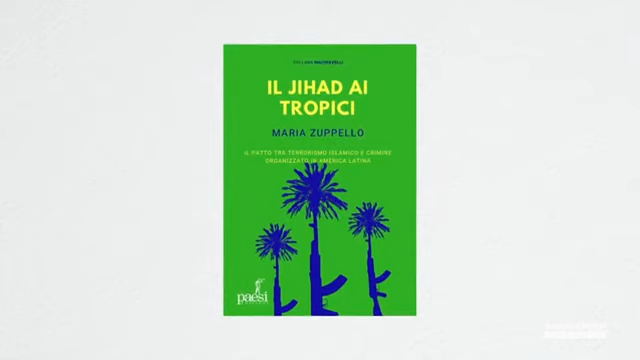 COLLANA MACHIAVELLI
IL JIHAD AI
TROPICI
MARIA ZUPPELLO
IL PATTO TRA TERRORISMO ISLAMICO E CRIMINE
ORGANIZZATO IN AMERICA LATINA
paesi